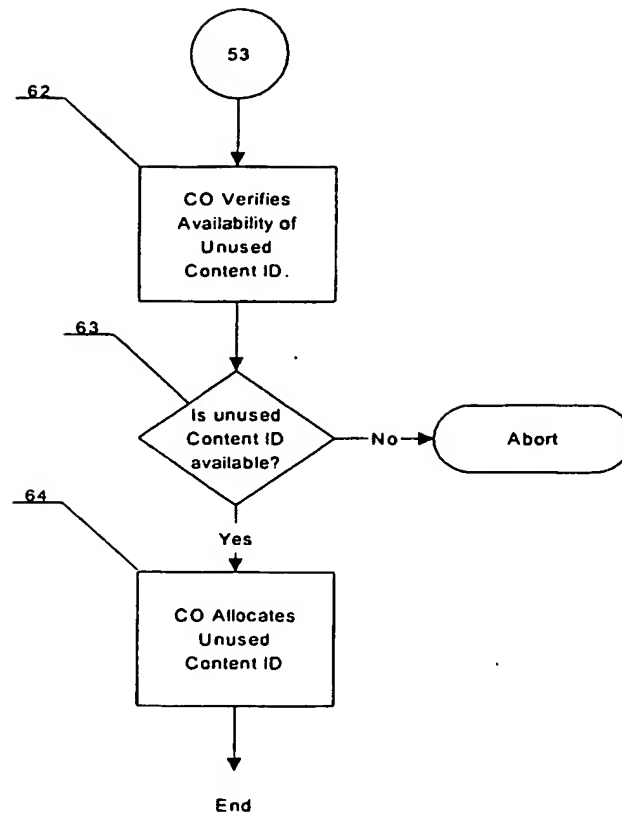 53
62
CO Verifies
Availability of
Unused
Content ID.
63
Is unused
Content ID
available?
No
Abort
64
Yes
CO Allocates
Unused
Content ID
End